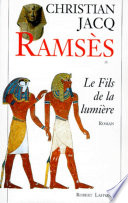 CHRISTIAN
JACQ
RAMSÈS
Le Fils
de la
lumière
ROMAN
ROBERT LAFFONT